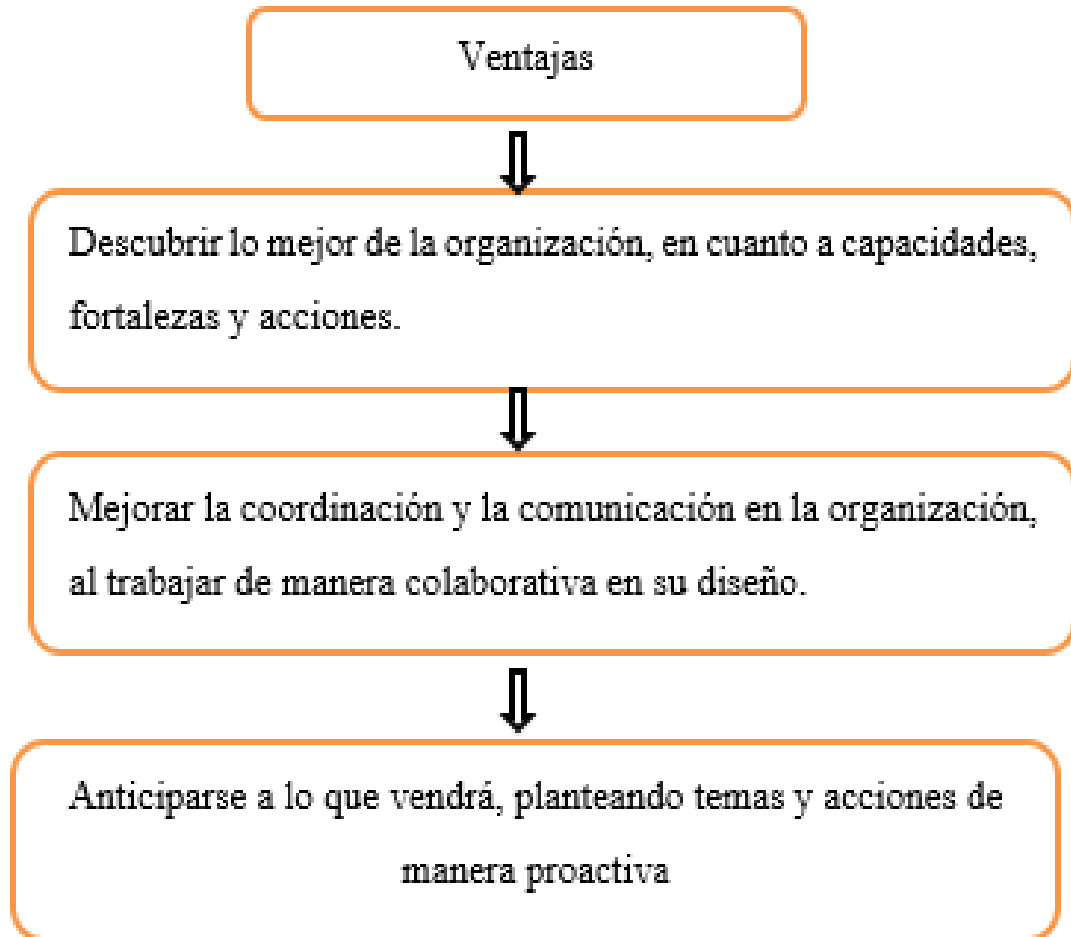 Ventajas
Descubrir lo mejor de la organización, en cuanto a capacidades,
fortalezas y acciones.
Mejorar la coordinación y la comunicación en la organización,
al trabajar de manera colaborativa en su diseño.
Anticiparse a lo que vendrá, planteando temas y acciones de
manera proactiva